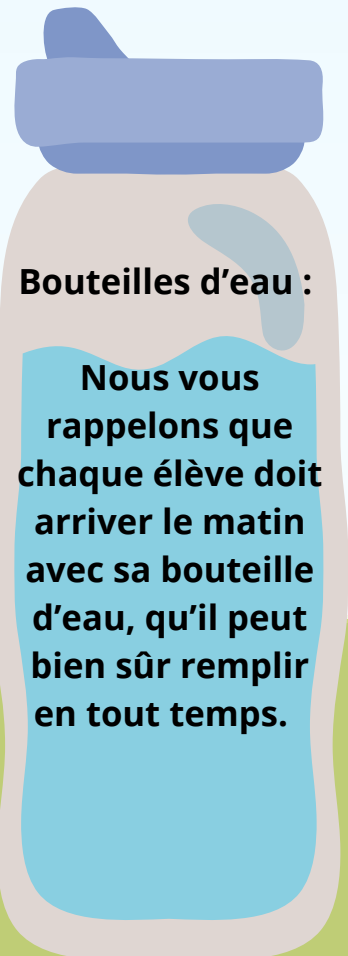 Bouteilles d’eau :
Nous vous
rappelons que
chaque élève doit
arriver le matin
avec sa bouteille
d’eau, qu’il peut
bien sûr remplir
en tout temps.